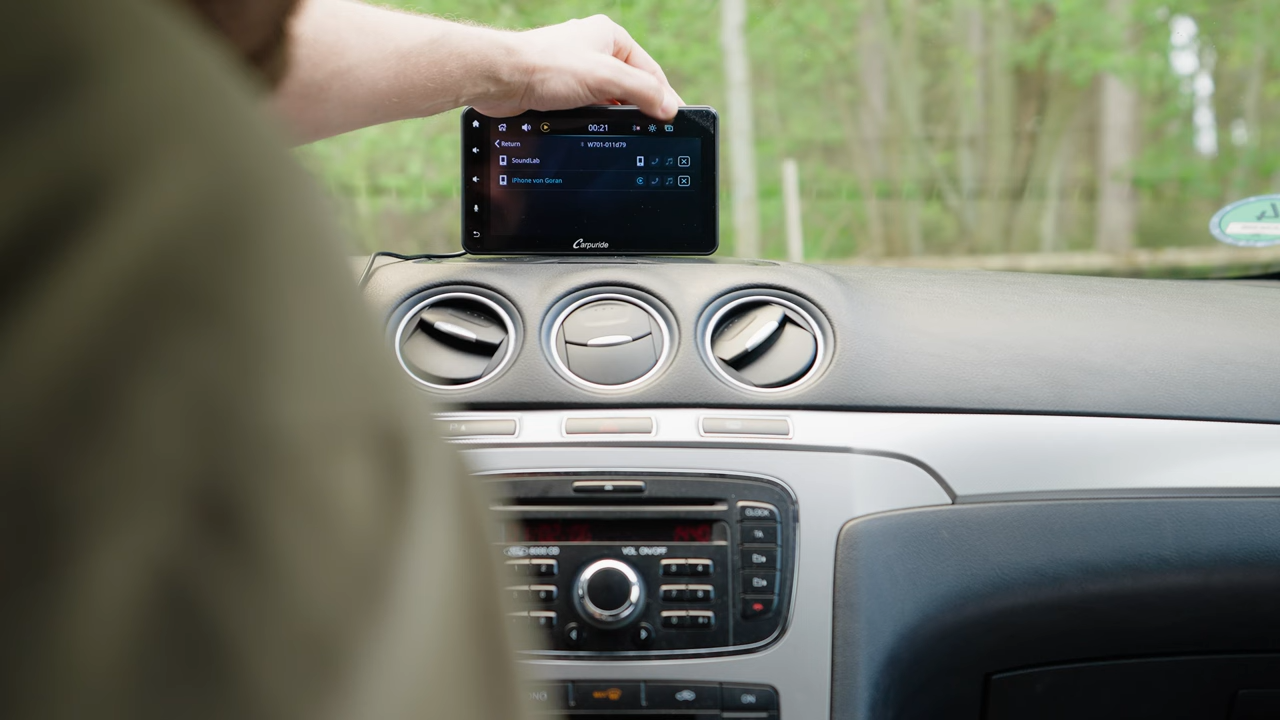 00:21
Return W701-011d79
SoundLab
iPhone von Goran
Carpuride
CLOCK
TA
VOL ON/OFF